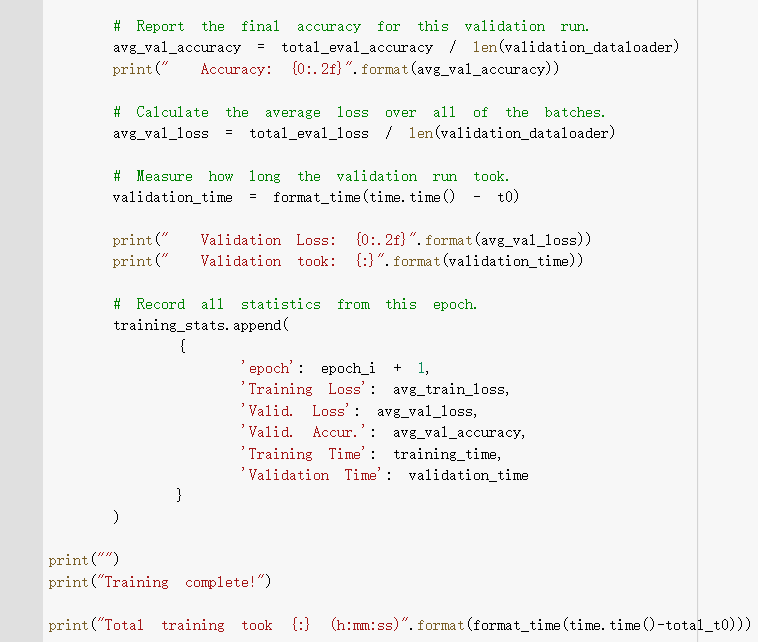 # Report the final accuracy for this validation run.
avg_val_accuracy = total_eval_accuracy / len(validation_dataloader)
print("  Accuracy: {0:.2f}".format(avg_val_accuracy))
# Calculate the average loss over all of the batches.
avg_val_loss = total_eval_loss / len(validation_dataloader)
# Measure how long the validation run took.
validation_time = format_time(time.time() - t0)
print("  Validation Loss: {0:.2f}".format(avg_val_loss))
print("  Validation took: {:}".format(validation_time))
# Record all statistics from this epoch.
training_stats.append(
{
'epoch': epoch_i + 1,
'Training Loss': avg_train_loss,
'Valid. Loss': avg_val_loss,
'Valid. Accur.': avg_val_accuracy,
'Training Time': training_time,
'Validation Time': validation_time
}
)
print("")
print("Training complete!")
print("Total training took {:} (h:mm:ss)".format(format_time(time.time()-total_t0)))